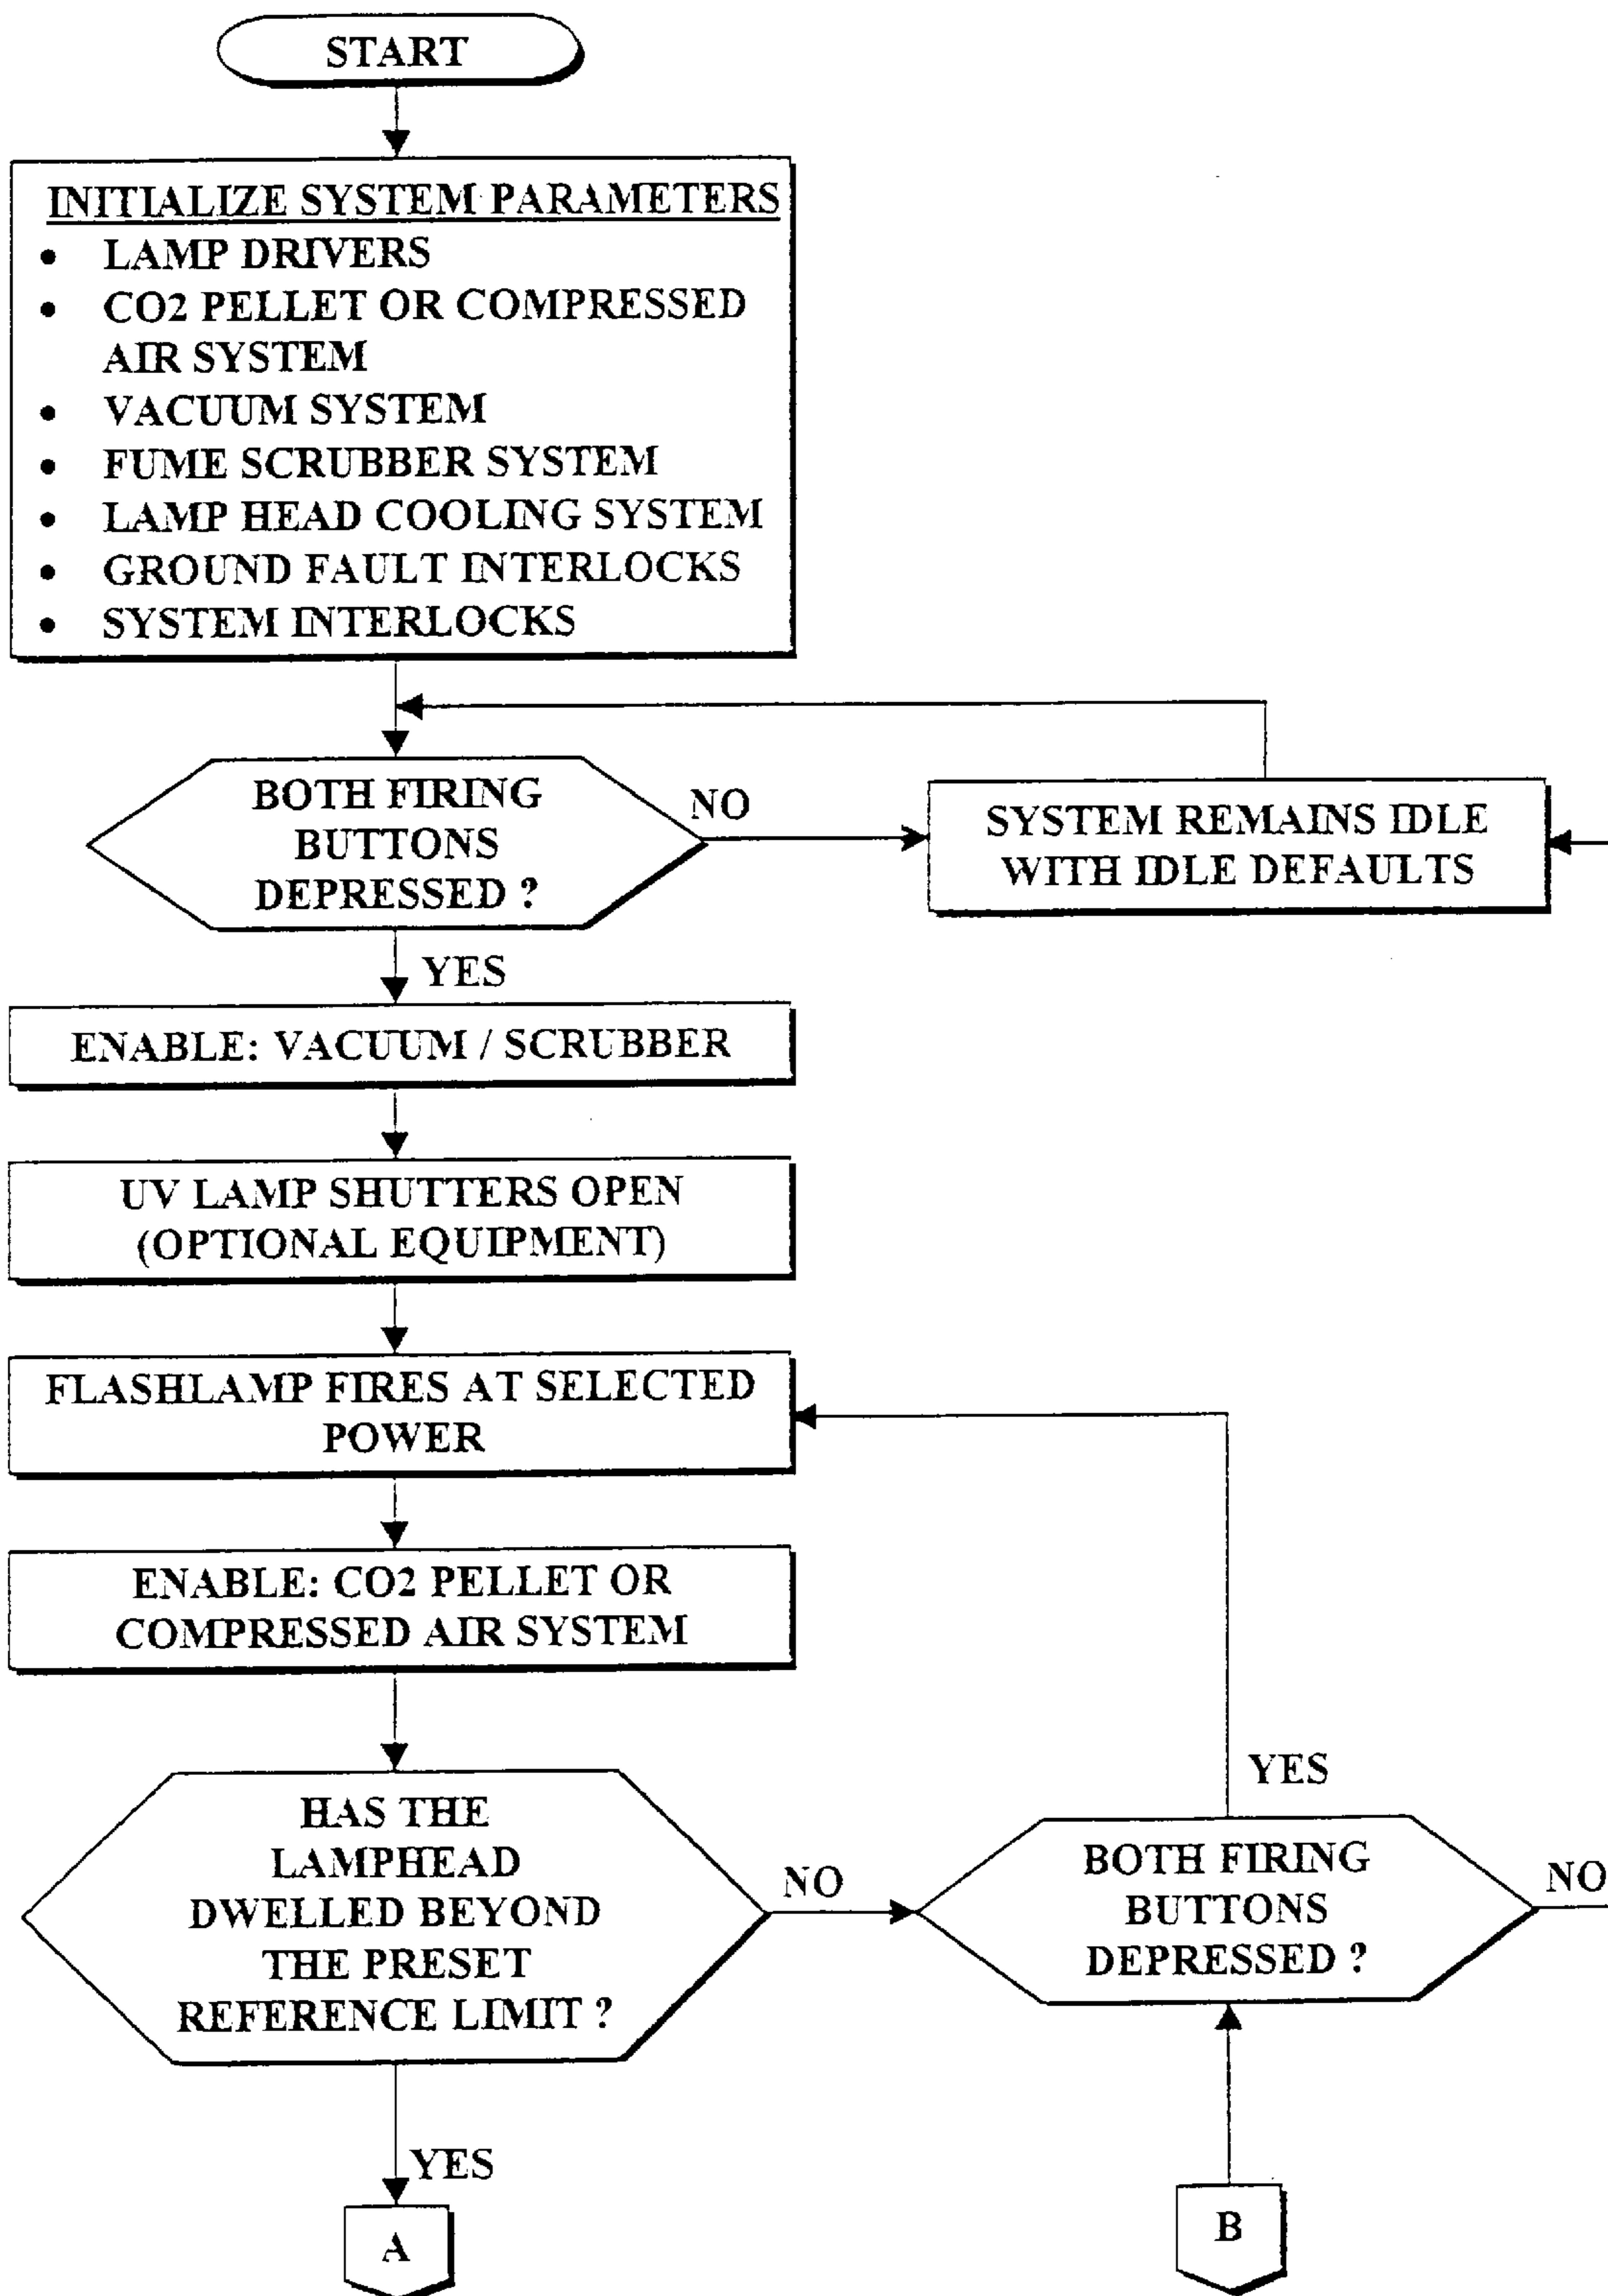 START
INITIALIZE SYSTEM PARAMETERS
• LAMP DRIVERS
• CO2 PELLET OR COMPRESSED
AIR SYSTEM
• VACUUM SYSTEM
• FUME SCRUBBER SYSTEM
• LAMP HEAD COOLING SYSTEM
• GROUND FAULT INTERLOCKS
• SYSTEM INTERLOCKS
BOTH FIRING
BUTTONS
DEPRESSED ?
NO
SYSTEM REMAINS IDLE
WITH IDLE DEFAULTS
YES
ENABLE: VACUUM / SCRUBBER
UV LAMP SHUTTERS OPEN
(OPTIONAL EQUIPMENT)
FLASHLAMP FIRES AT SELECTED
POWER
ENABLE: CO2 PELLET OR
COMPRESSED AIR SYSTEM
HAS THE
LAMPHEAD
DWELLED BEYOND
THE PRESET
REFERENCE LIMIT ?
NO
YES
BOTH FIRING
BUTTONS
DEPRESSED ?
NO
YES
A
B